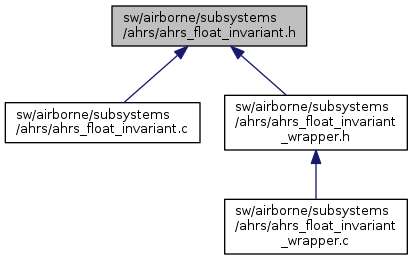 sw/airborne/subsystems
/ahrs/ahrs_float_invariant.h
sw/airborne/subsystems
/ahrs/ahrs_float_invariant.c
sw/airborne/subsystems
/ahrs/ahrs_float_invariant
_wrapper.h
sw/airborne/subsystems
/ahrs/ahrs_float_invariant
_wrapper.c